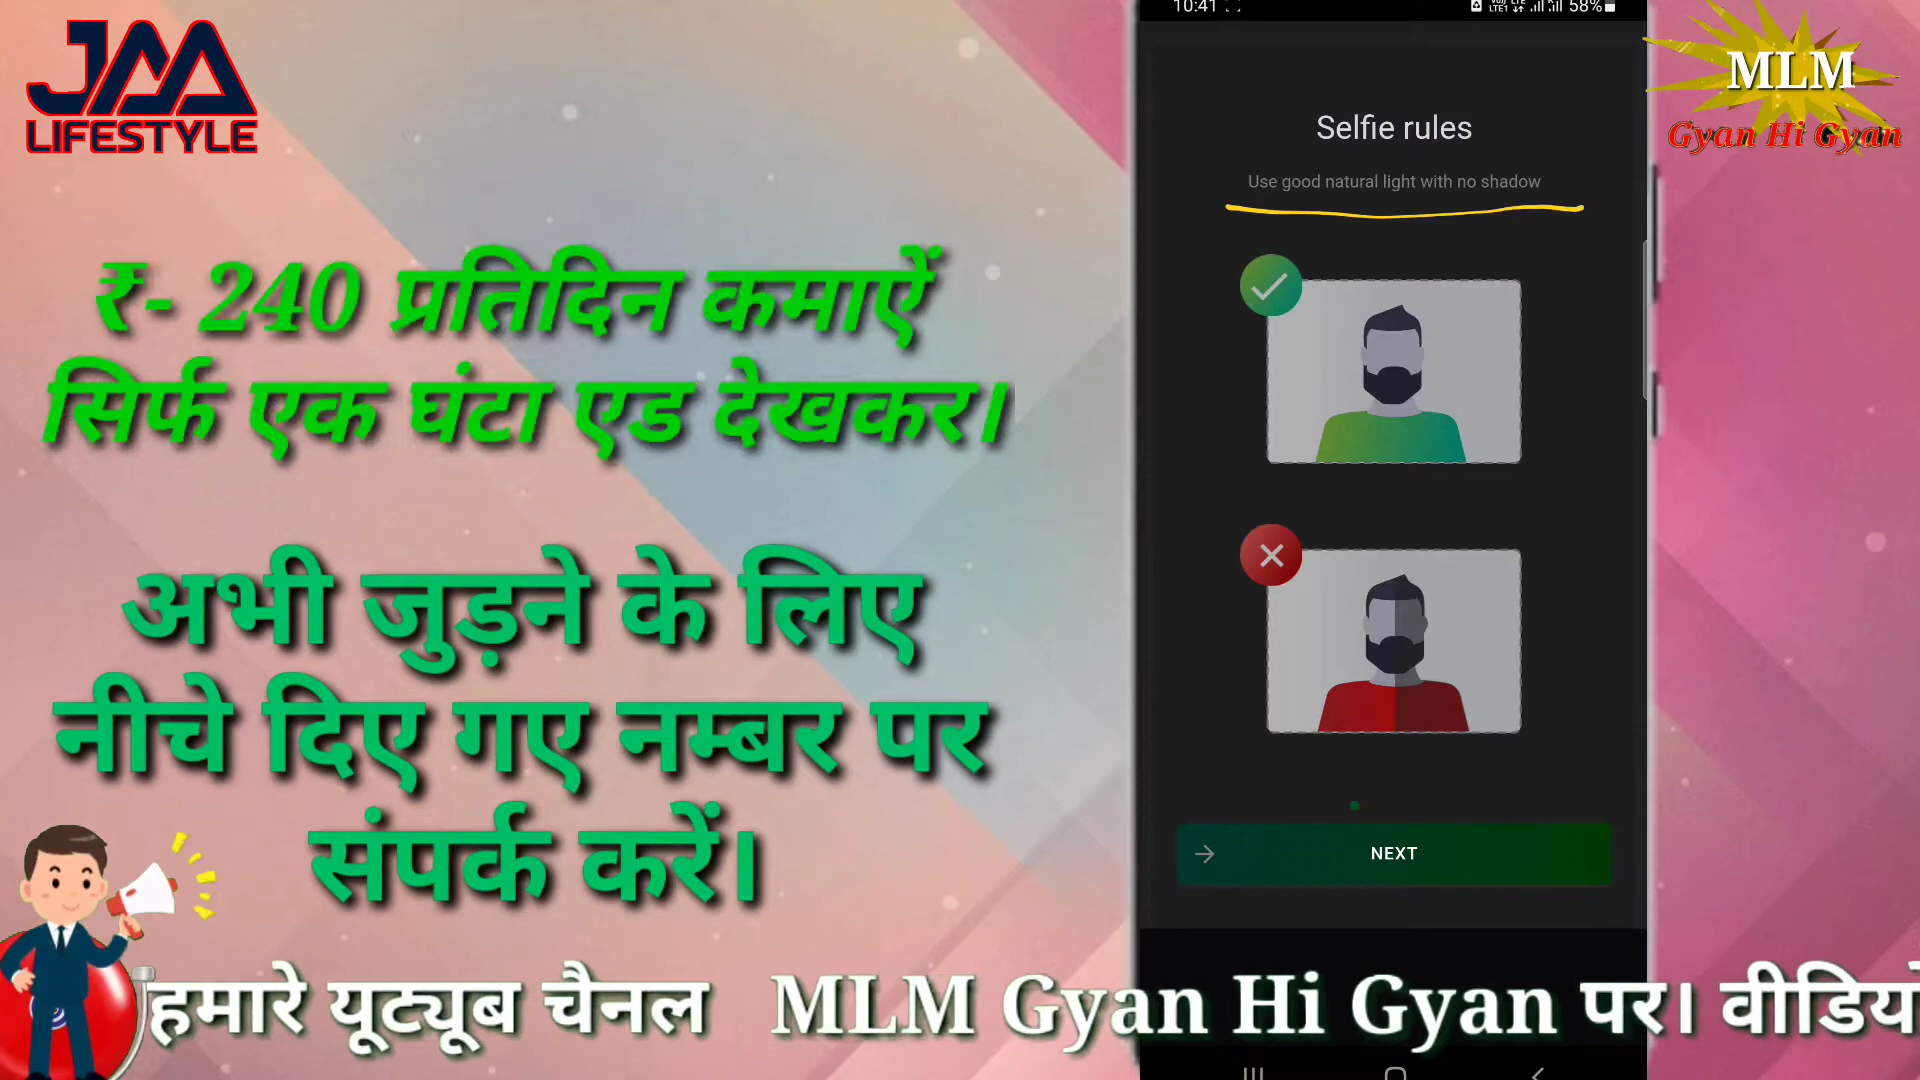 JAA
LIFESTYLE
₹- 240 प्रतिदिन कमाऐं
सिर्फ एक घंटा एड देखकर।
अभी जुड़ने के लिए
नीचे दिए गए नम्बर पर
संपर्क करें।
10:41
58%
Selfie rules
Use good natural light with no shadow
NEXT
MLM
Gyan Hi Gyan
हमारे यूट्यूब चैनल MLM Gyan Hi Gyan पर।